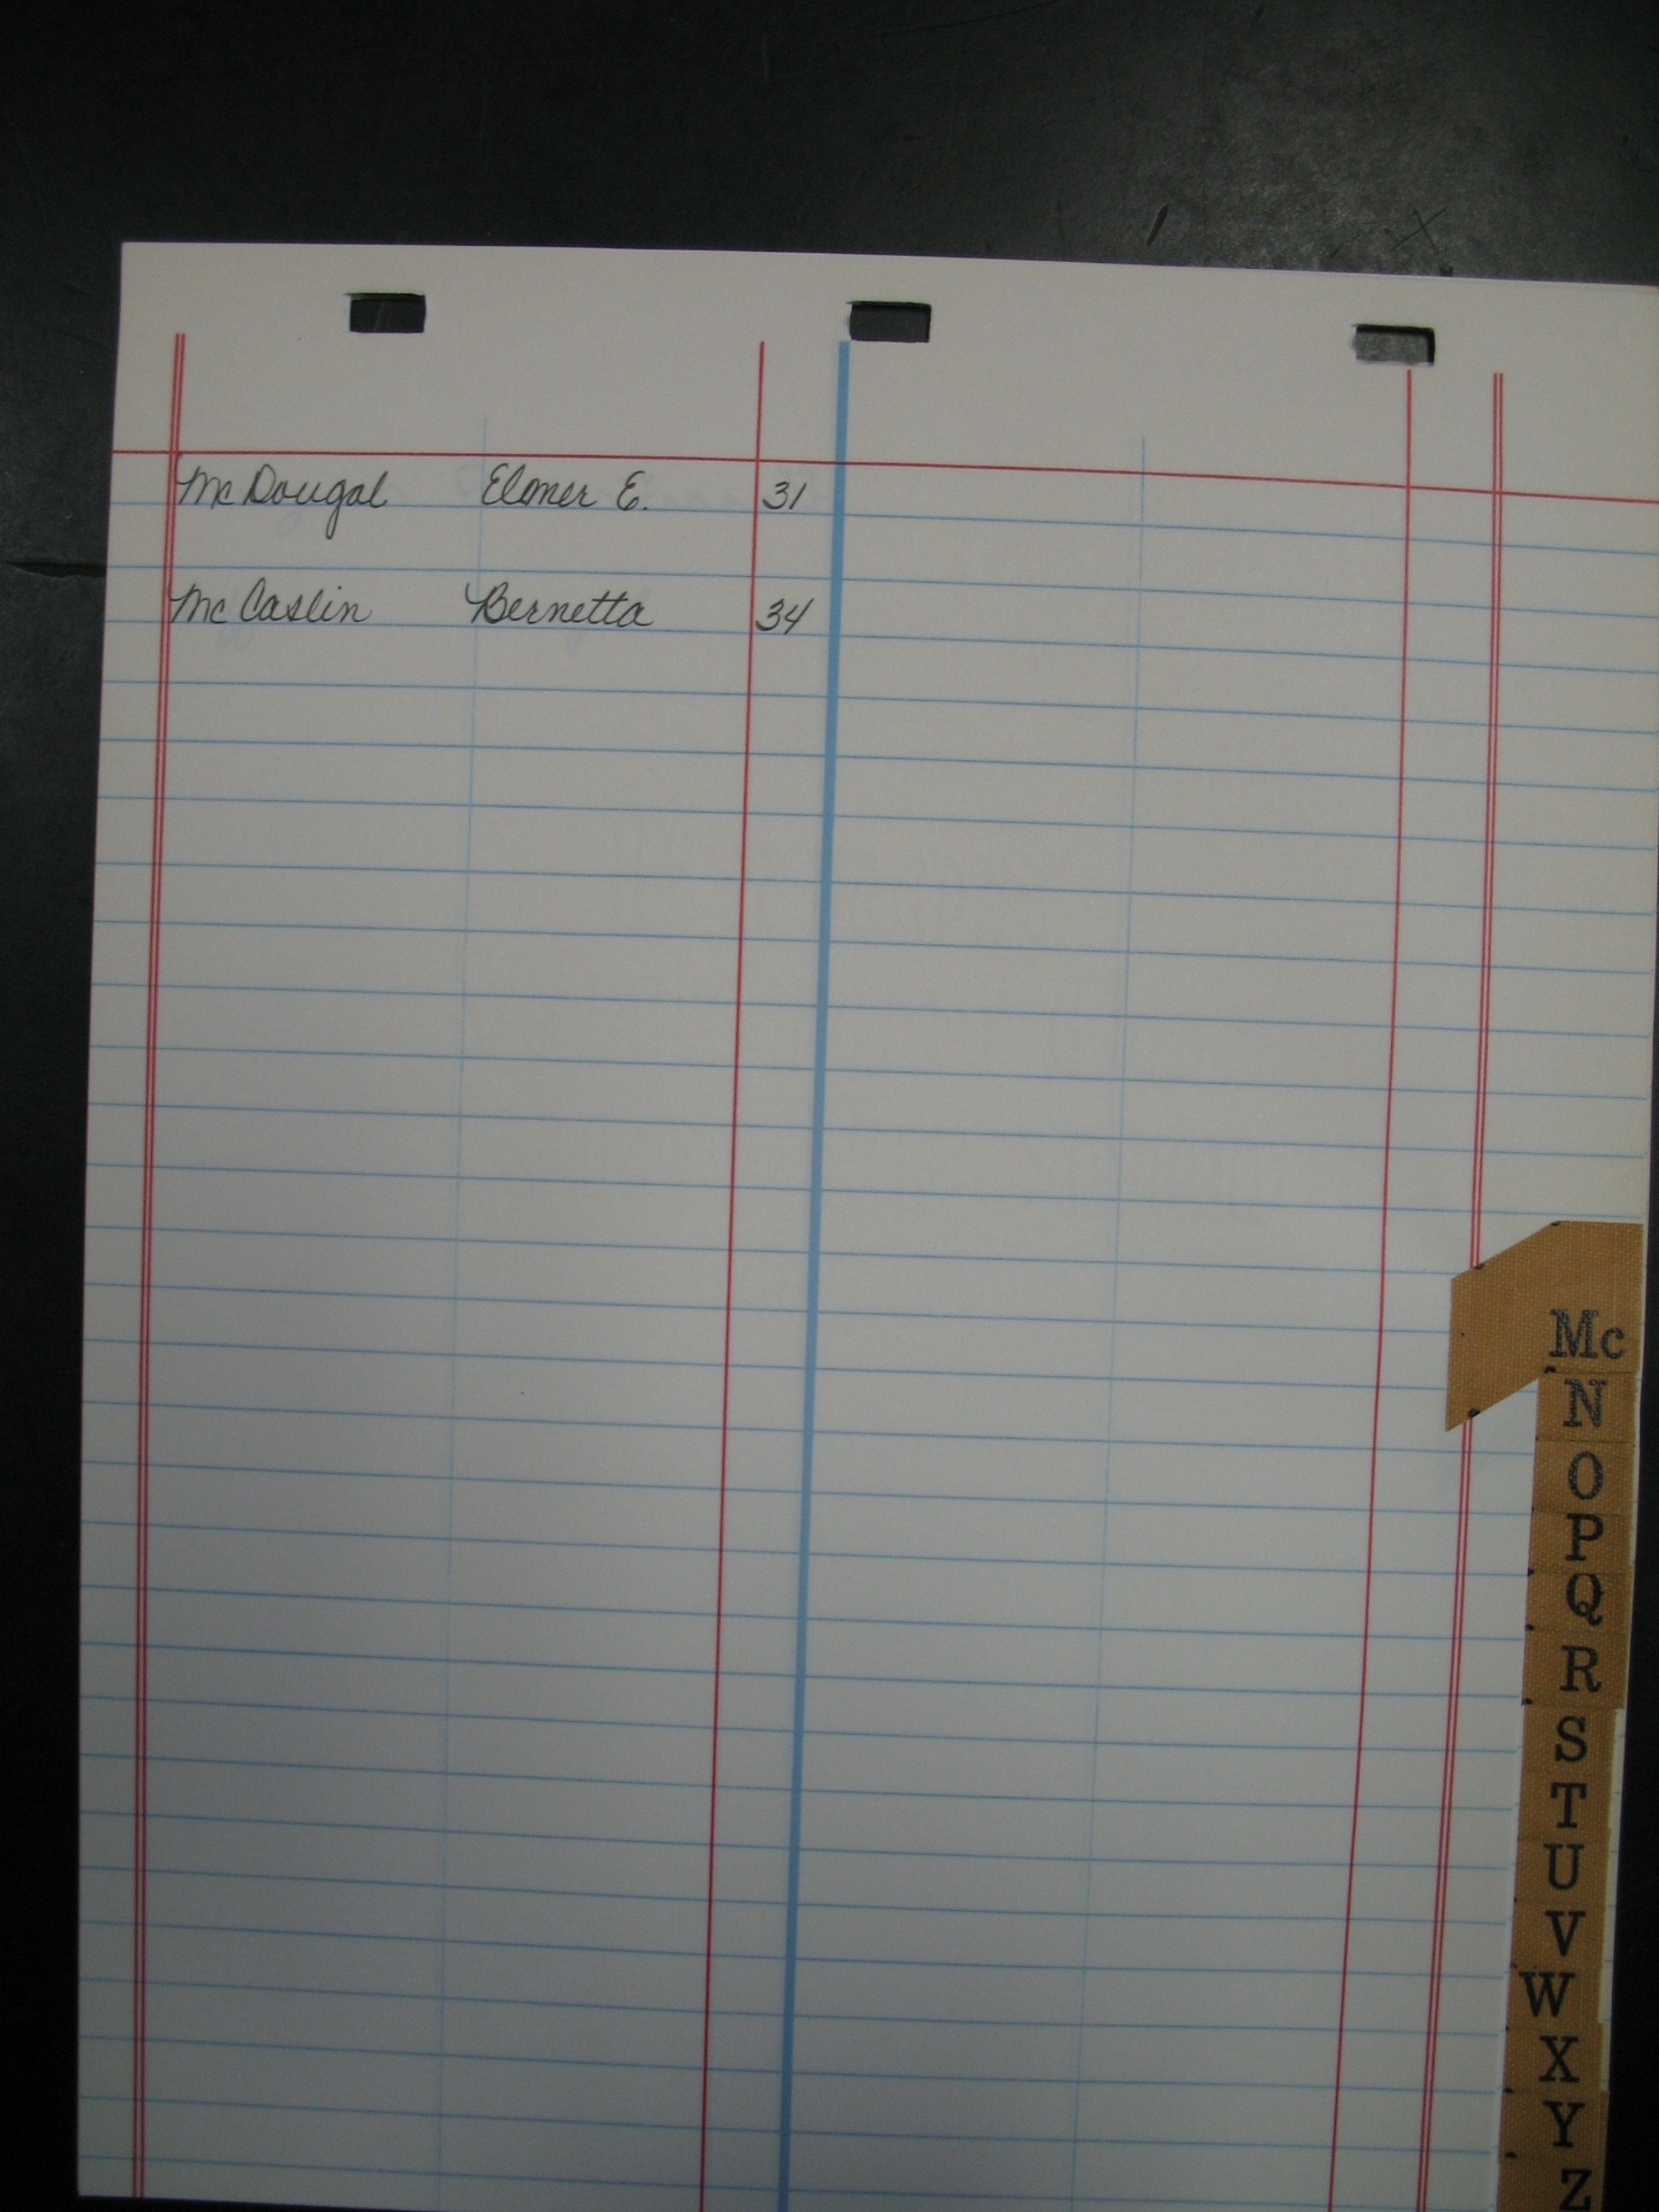 McDougal Elmer E. 31
McCaslin Bernetta 34
Mc
N
O
P
Q
R
S
T
U
V
W
X
Y
Z